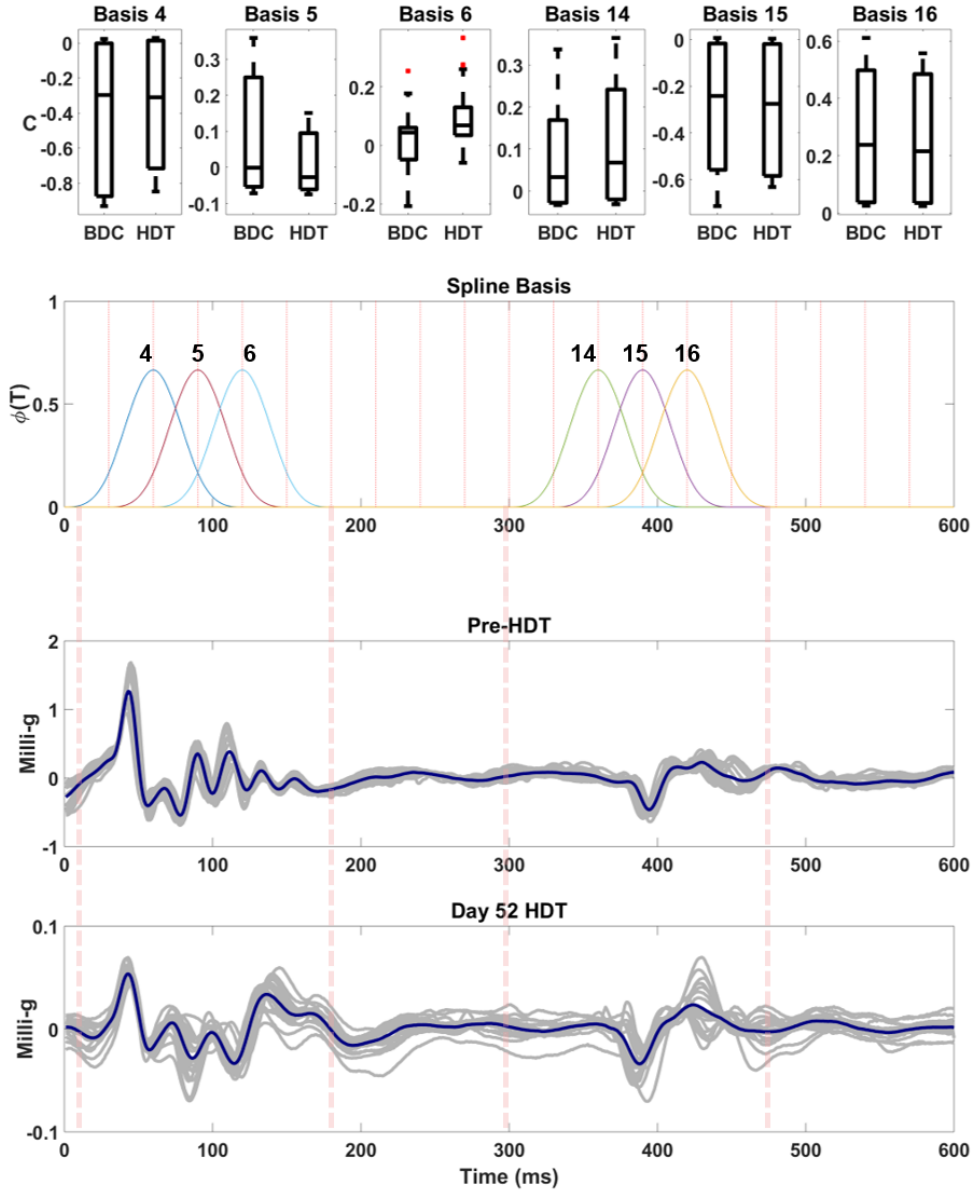 Basis 4 Basis 5 Basis 6 Basis 14 Basis 15 Basis 16
0 -0.2 -0.4 -0.6 -0.8
0.3 0.2 0.1 0 -0.1
0.2 0 -0.2
0.3 0.2 0.1 0
0 -0.2 -0.4 -0.6
0.6 0.4 0.2 0
C
BDC HDT BDC HDT BDC HDT BDC HDT BDC HDT BDC HDT
Spline Basis
1
4 5 6 14 15 16
0.5
ϕ(T)
0
0 100 200 300 400 500 600
Pre-HDT
2
1
Milli-g
0
-1
0 100 200 300 400 500 600
Day 52 HDT
0.1
Milli-g
0
-0.1
0 100 200 300 400 500 600
Time (ms)